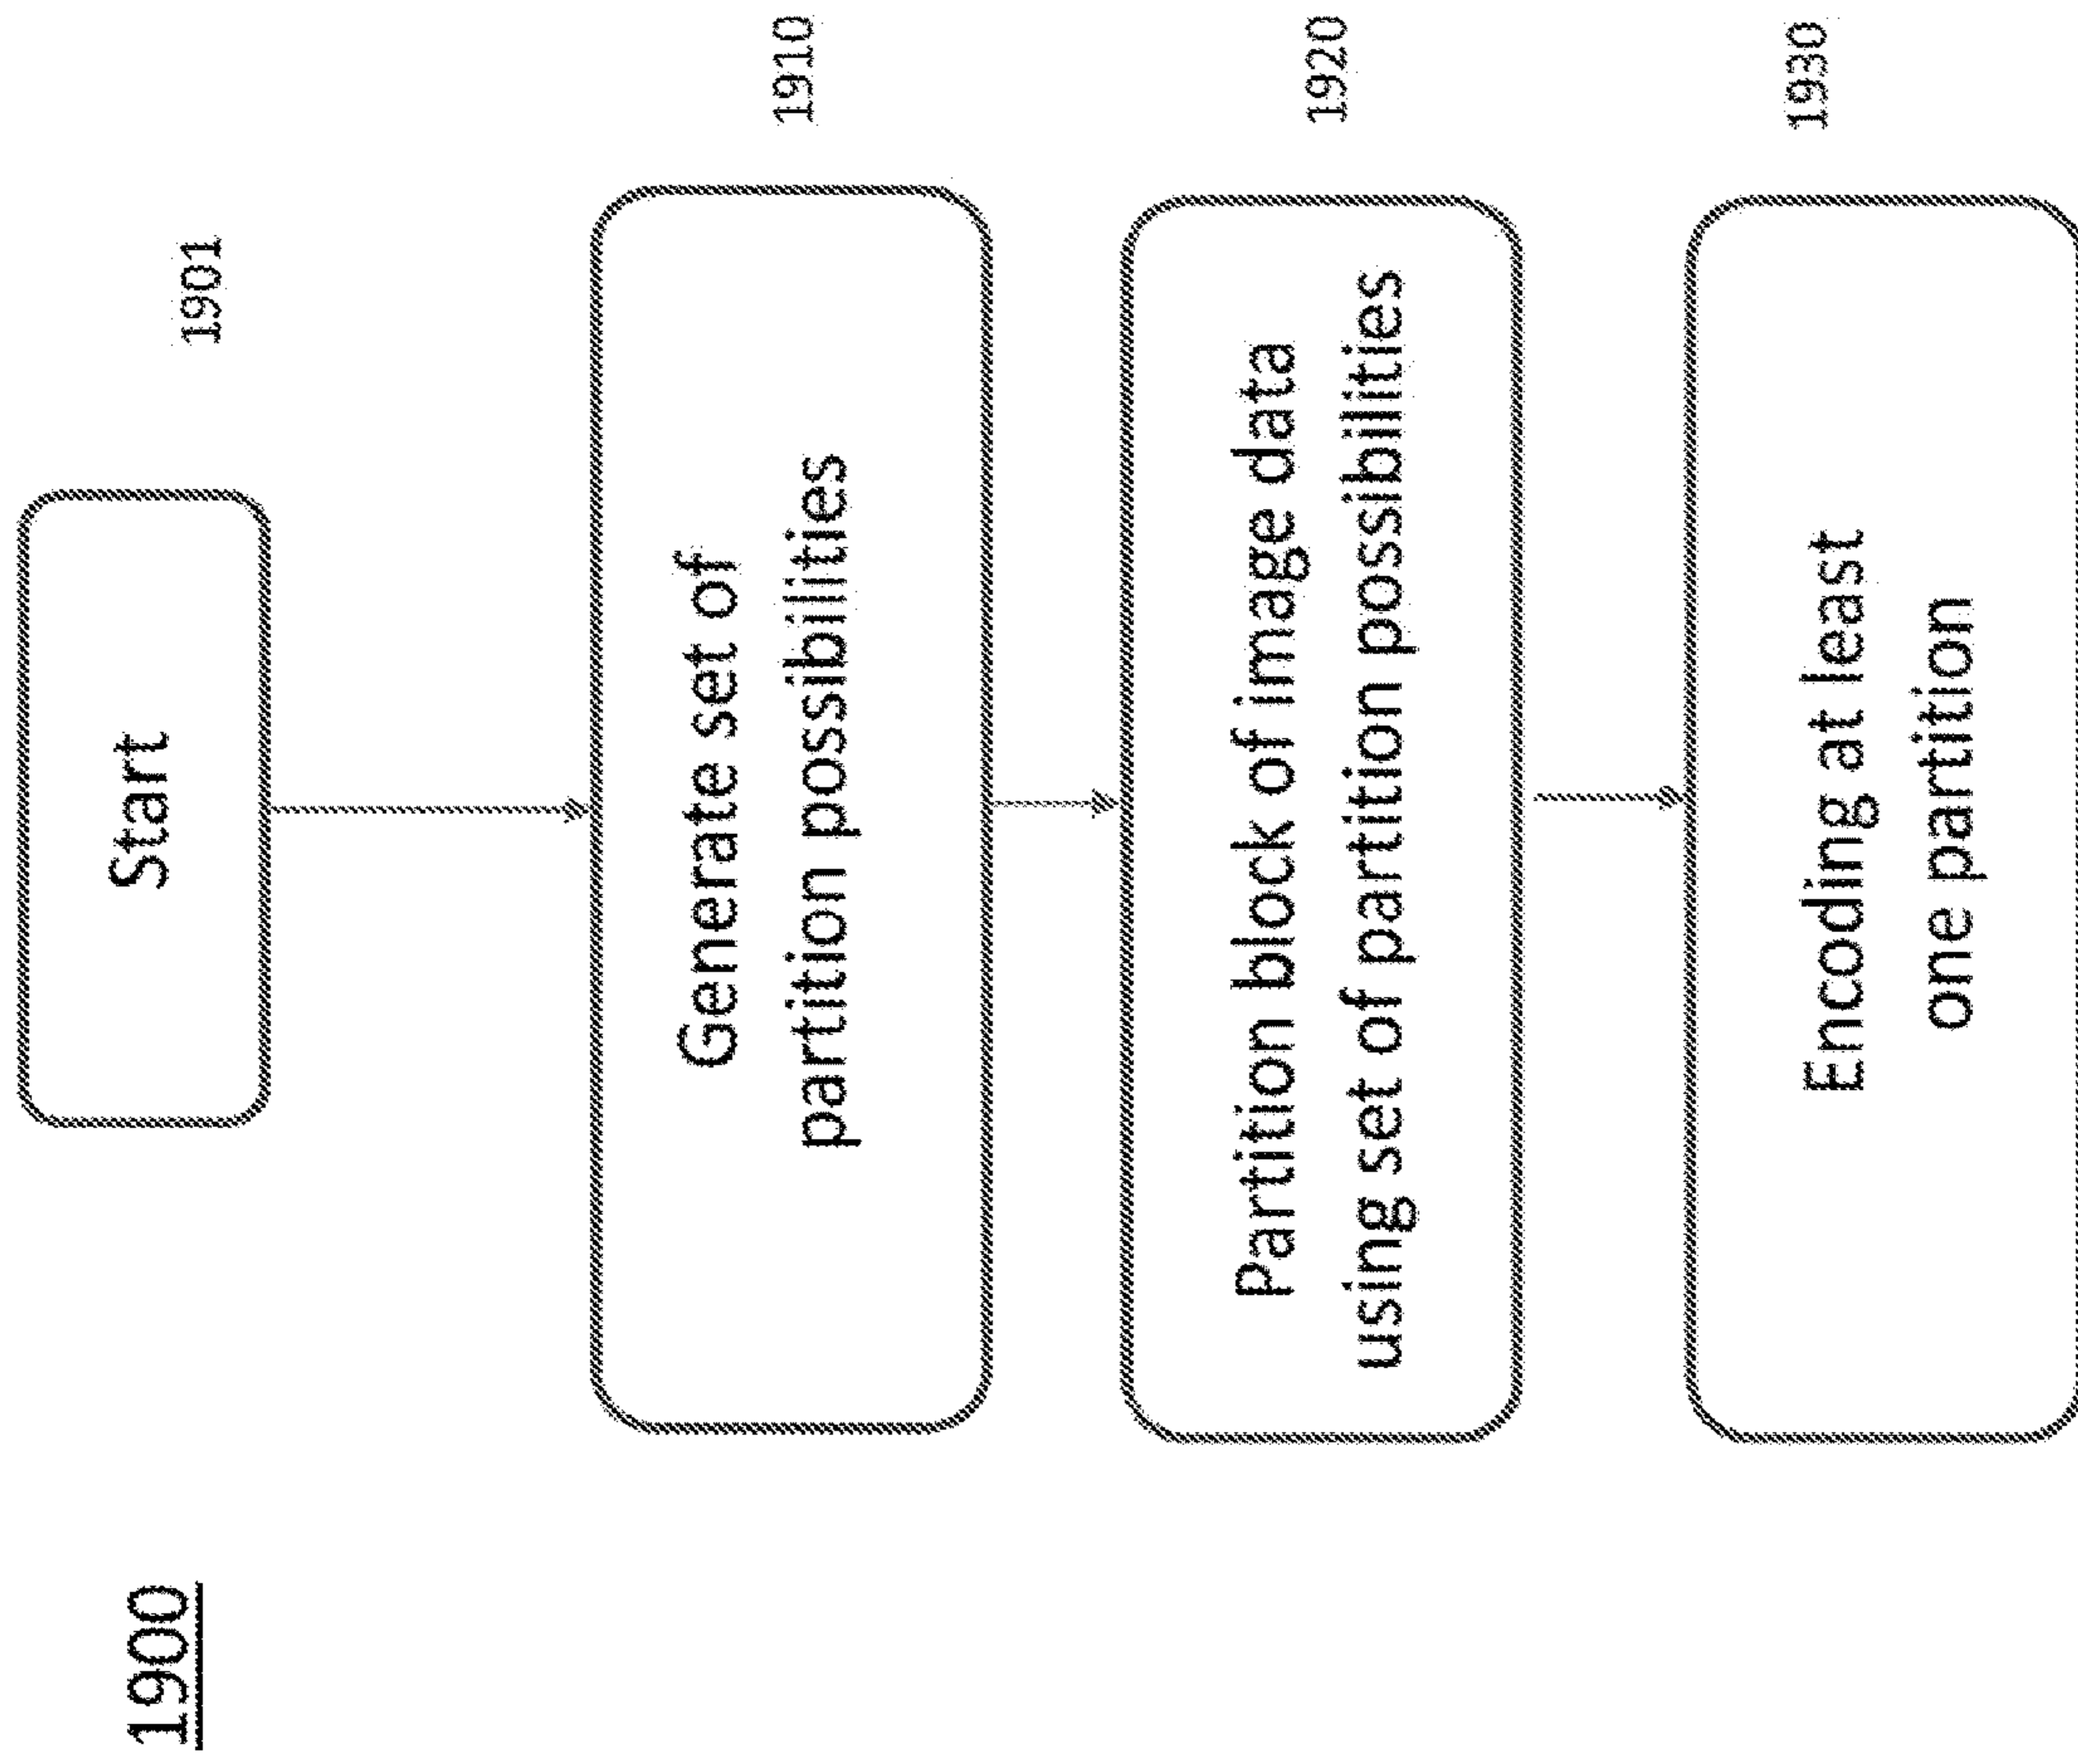 1900
Start
1901
Generate set of
partition possibilities
1910
Partition block of image data
using set of partition possibilities
1920
Encoding at least
one partition
1930